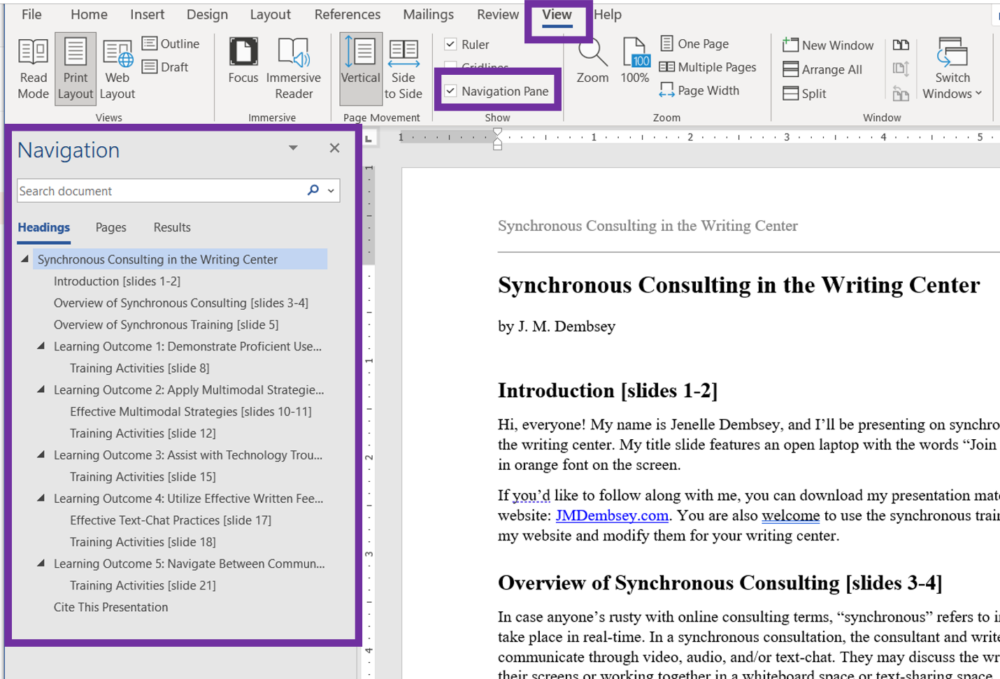 File Home Insert Design Layout References Mailings Review View Help
Read Mode
Print Layout
Web Layout
Outline
Draft
Views
Focus
Immersive Reader
Immersive
Vertical
Side to Side
Page Movement
Ruler
Gridlines
Navigation Pane
Show
Zoom
100
100%
One Page
Multiple Pages
Page Width
Zoom
New Window
Arrange All
Split
Switch Windows
Window
Navigation
Search document
Headings Pages Results
Synchronous Consulting in the Writing Center
Introduction [slides 1-2]
Overview of Synchronous Consulting [slides 3-4]
Overview of Synchronous Training [slide 5]
Learning Outcome 1: Demonstrate Proficient Use...
Training Activities [slide 8]
Learning Outcome 2: Apply Multimodal Strategie...
Effective Multimodal Strategies [slides 10-11]
Training Activities [slide 12]
Learning Outcome 3: Assist with Technology Trou...
Training Activities [slide 15]
Learning Outcome 4: Utilize Effective Written Fee...
Effective Text-Chat Practices [slide 17]
Training Activities [slide 18]
Learning Outcome 5: Navigate Between Commun...
Training Activities [slide 21]
Cite This Presentation
1 1 2 3 4 5
1 1 2 3 4
Synchronous Consulting in the Writing Center
Synchronous Consulting in the Writing Center
by J. M. Dembsey
Introduction [slides 1-2]
Hi, everyone! My name is Jenelle Dembsey, and I’ll be presenting on synchro
the writing center. My title slide features an open laptop with the words “Join
in orange font on the screen.
If you’d like to follow along with me, you can download my presentation mat
website: JMDembsey.com. You are also welcome to use the synchronous train
my website and modify them for your writing center.
Overview of Synchronous Consulting [slides 3-4]
In case anyone’s rusty with online consulting terms, “synchronous” refers to i
take place in real-time. In a synchronous consultation, the consultant and write
communicate through video, audio, and/or text-chat. They may discuss the wr
their screens or working together in a whiteboard space or text-sharing space.